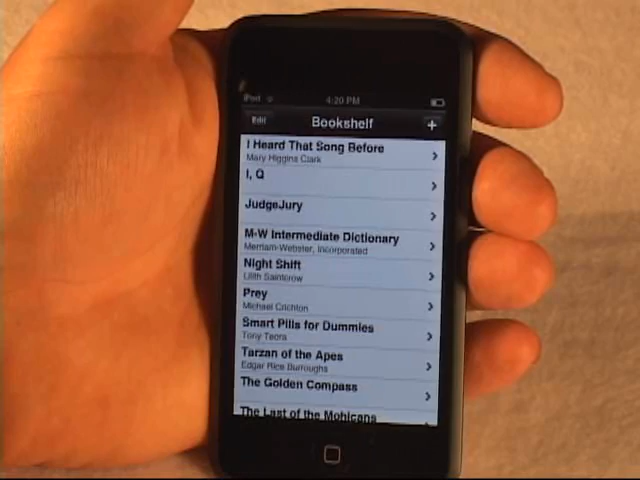 iPod 4:20 PM
Edit Bookshelf +
I Heard That Song Before
Mary Higgins Clark
I, Q
JudgeJury
M-W Intermediate Dictionary
Merriam-Webster, Incorporated
Night Shift
Lilith Saintcrow
Prey
Michael Crichton
Smart Pills for Dummies
Tony Teora
Tarzan of the Apes
Edgar Rice Burroughs
The Golden Compass
The Last of the Mohicans